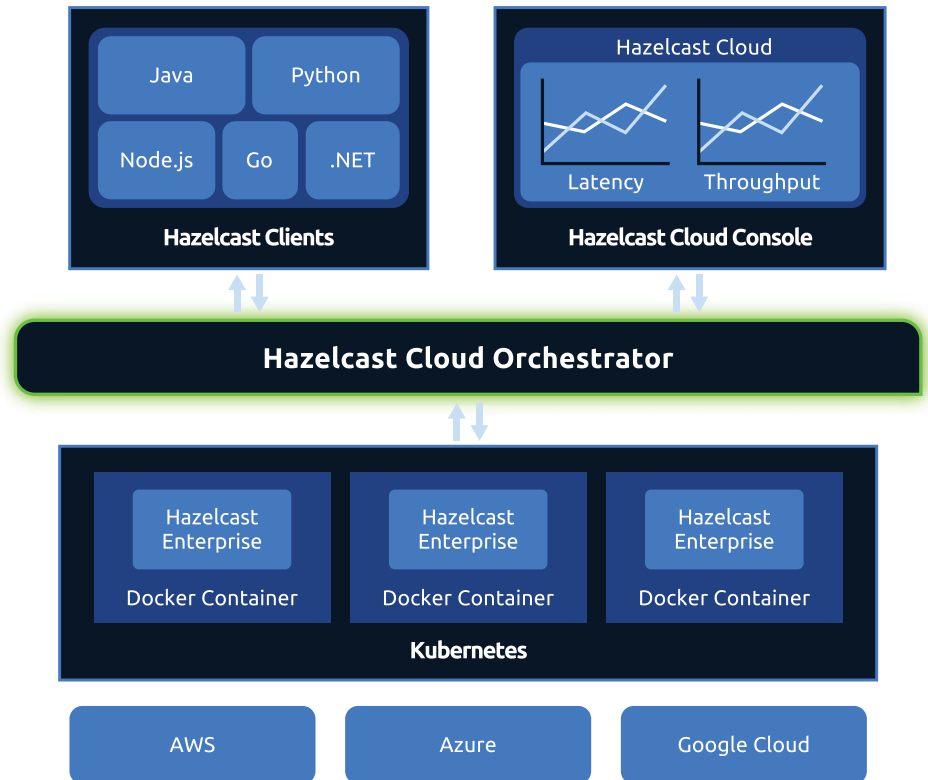 Java
Python
Node.js
Go
.NET
Hazelcast Clients
Hazelcast Cloud
Latency
Throughput
Hazelcast Cloud Console
Hazelcast Cloud Orchestrator
Hazelcast
Enterprise
Docker Container
Hazelcast
Enterprise
Docker Container
Hazelcast
Enterprise
Docker Container
Kubernetes
AWS
Azure
Google Cloud